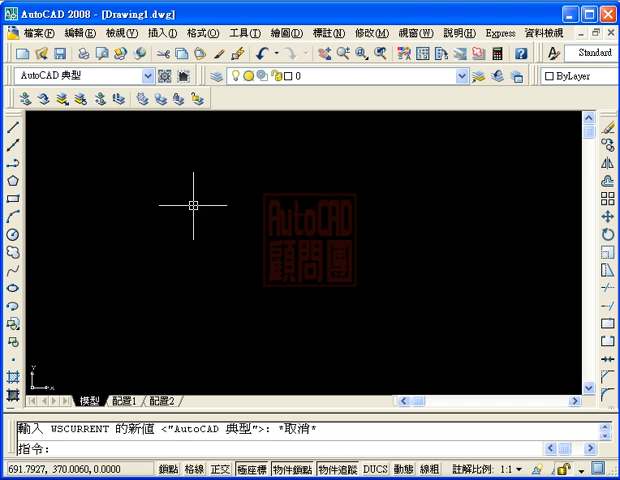 AutoCAD 2008 - [Drawing1.dwg]
檔案(F) 編輯(E) 檢視(V) 插入(I) 格式(O) 工具(T) 繪圖(D) 標註(N) 修改(M) 視窗(W) 說明(H) Express 資料檢視
Standard
AutoCAD 典型 0 ByLayer
AutoCAD
顧問團
Y
X
模型 配置1 配置2
輸入 WSCURRENT 的新值 <"AutoCAD 典型">: *取消*
指令:
691.7927, 370.0060, 0.0000 鎖點 格線 正交 極座標 物件鎖點 物件追蹤 DUCS 動態 線粗 註解比例: 1:1